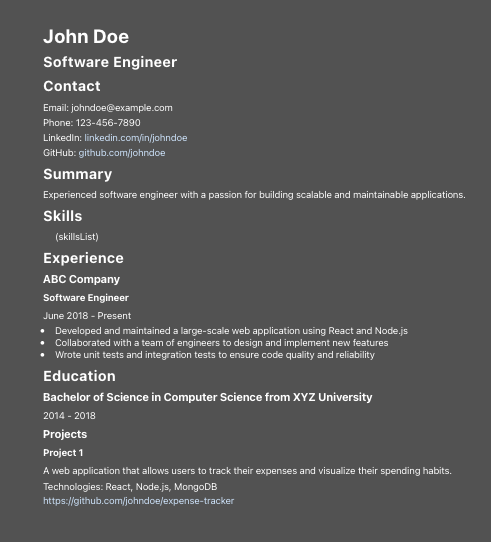 John Doe
Software Engineer
Contact
Email: johndoe@example.com
Phone: 123-456-7890
LinkedIn: linkedin.com/in/johndoe
GitHub: github.com/johndoe
Summary
Experienced software engineer with a passion for building scalable and maintainable applications.
Skills
(skillsList)
Experience
ABC Company
Software Engineer
June 2018 - Present
• Developed and maintained a large-scale web application using React and Node.js
• Collaborated with a team of engineers to design and implement new features
• Wrote unit tests and integration tests to ensure code quality and reliability
Education
Bachelor of Science in Computer Science from XYZ University
2014 - 2018
Projects
Project 1
A web application that allows users to track their expenses and visualize their spending habits.
Technologies: React, Node.js, MongoDB
https://github.com/johndoe/expense-tracker